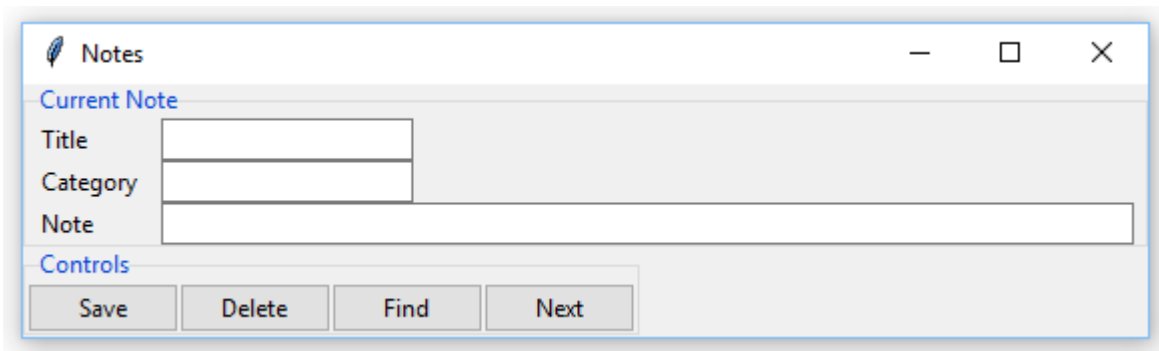 Notes
Current Note
Title
Category
Note
Controls
Save Delete Find Next